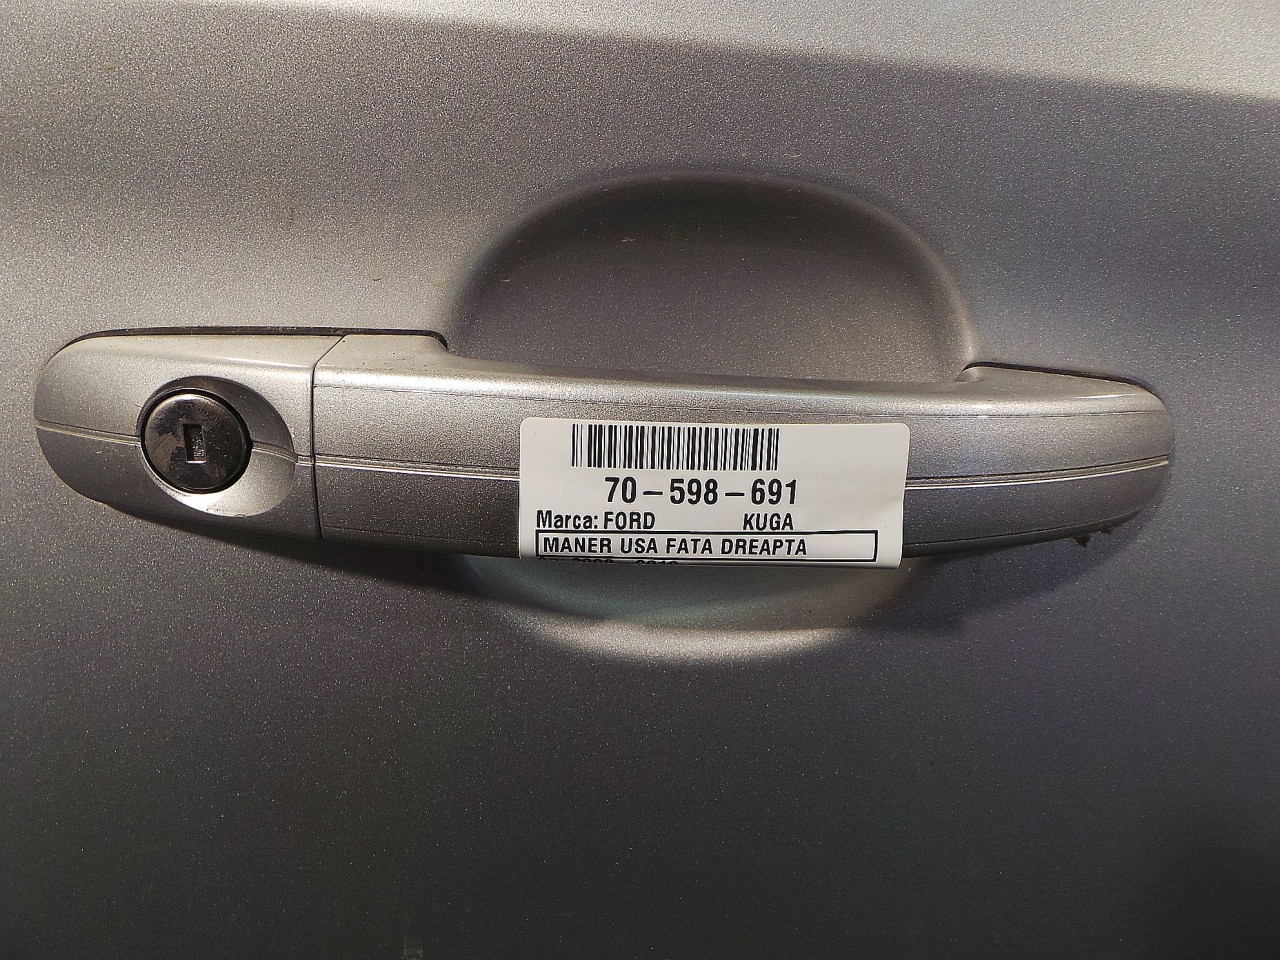 70-598-691
Marca: FORD KUGA
MANER USA FATA DREAPTA